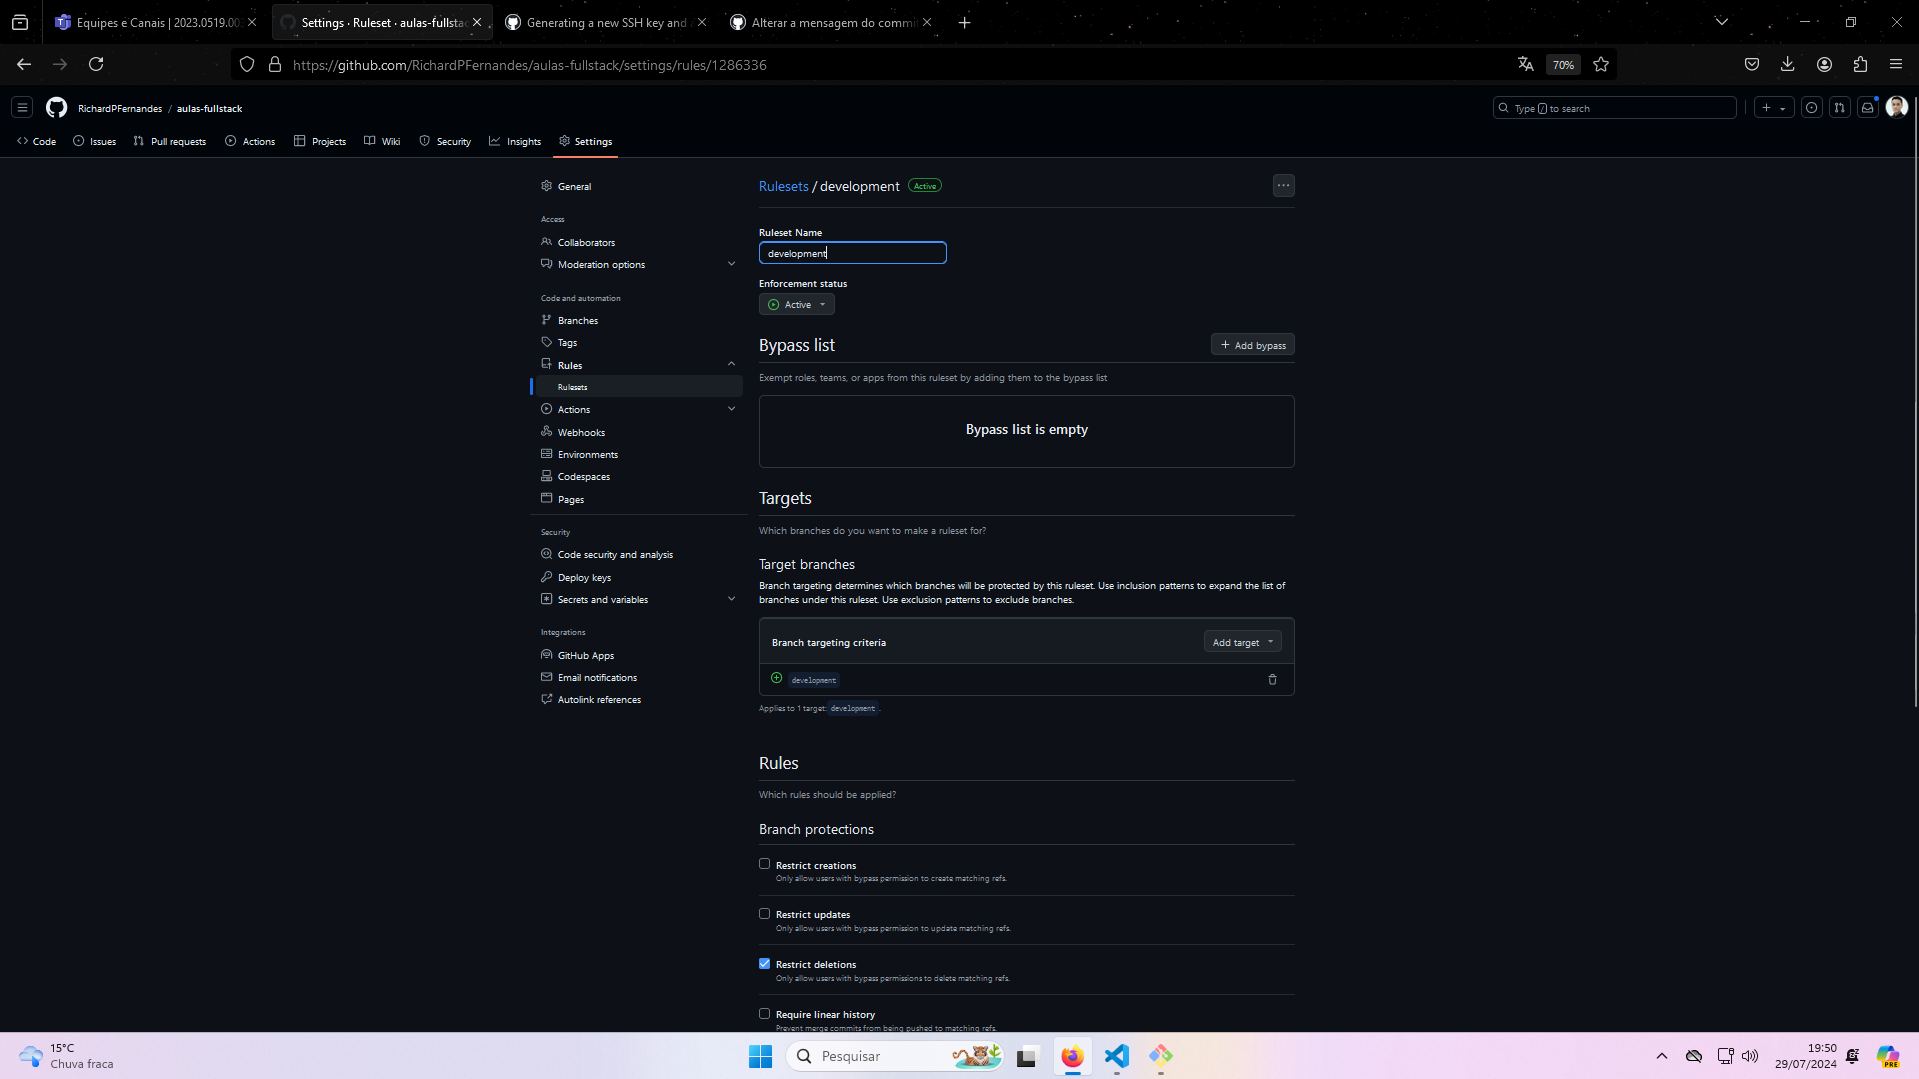 Equipes e Canais | 2023.0519.00
Settings · Ruleset · aulas-fullstac
Generating a new SSH key and
Alterar a mensagem do commi
https://github.com/RichardPFernandes/aulas-fullstack/settings/rules/1286336
70%
RichardPFernandes / aulas-fullstack
Type / to search
Code
Issues
Pull requests
Actions
Projects
Wiki
Security
Insights
Settings
General
Access
Collaborators
Moderation options
Code and automation
Branches
Tags
Rules
Rulesets
Actions
Webhooks
Environments
Codespaces
Pages
Security
Code security and analysis
Deploy keys
Secrets and variables
Integrations
GitHub Apps
Email notifications
Autolink references
Rulesets / development Active
Ruleset Name
development
Enforcement status
Active
Bypass list
Add bypass
Exempt roles, teams, or apps from this ruleset by adding them to the bypass list
Bypass list is empty
Targets
Which branches do you want to make a ruleset for?
Target branches
Branch targeting determines which branches will be protected by this ruleset. Use inclusion patterns to expand the list of
branches under this ruleset. Use exclusion patterns to exclude branches.
Branch targeting criteria
Add target
development
Applies to 1 target: development .
Rules
Which rules should be applied?
Branch protections
Restrict creations
Only allow users with bypass permission to create matching refs.
Restrict updates
Only allow users with bypass permission to update matching refs.
Restrict deletions
Only allow users with bypass permissions to delete matching refs.
Require linear history
Prevent merge commits from being pushed to matching refs.
15°C
Chuva fraca
Pesquisar
19:50
29/07/2024
PRE